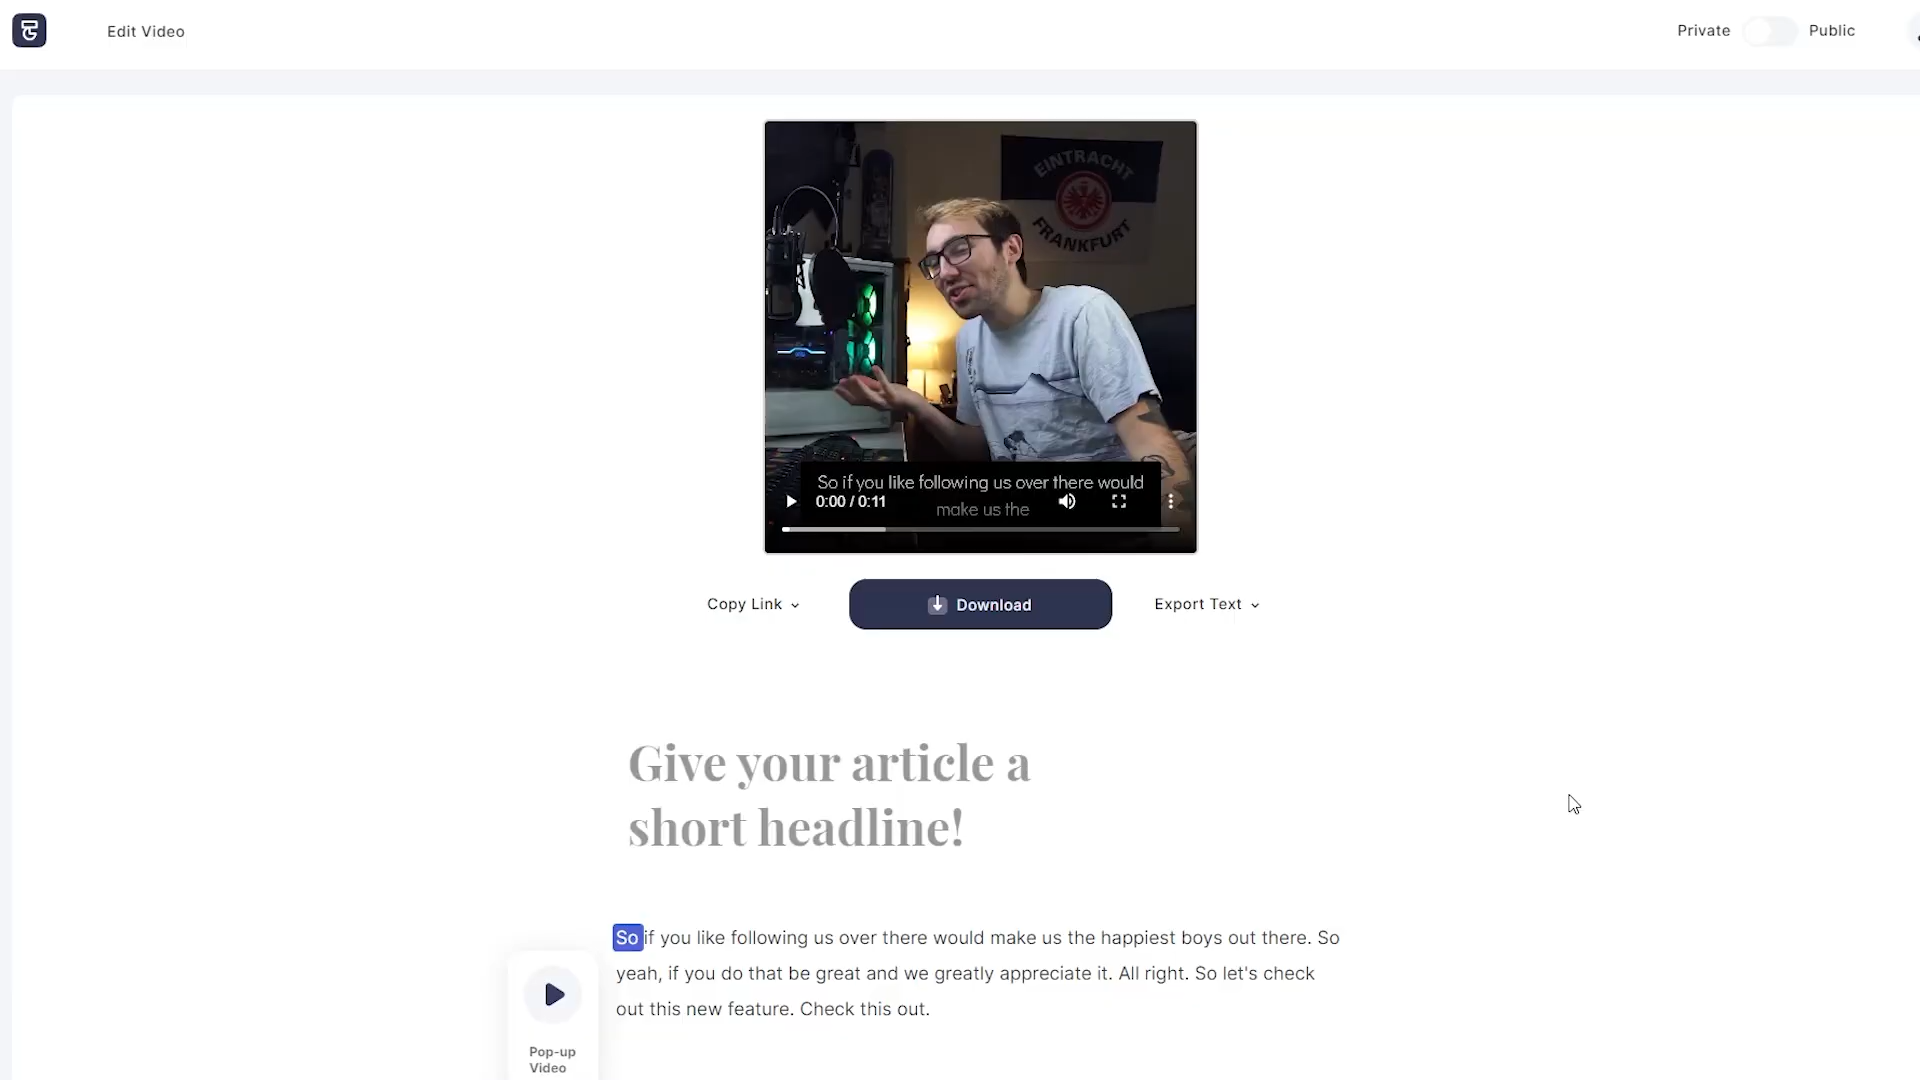 Edit Video
Private
Public
EINTRACHT
FRANKFURT
So if you like following us over there would
make us the
0:00 / 0:11
Copy Link
Download
Export Text
Give your article a
short headline!
So if you like following us over there would make us the happiest boys out there. So
yeah, if you do that be great and we greatly appreciate it. All right. So let's check
out this new feature. Check this out.
Pop-up
Video